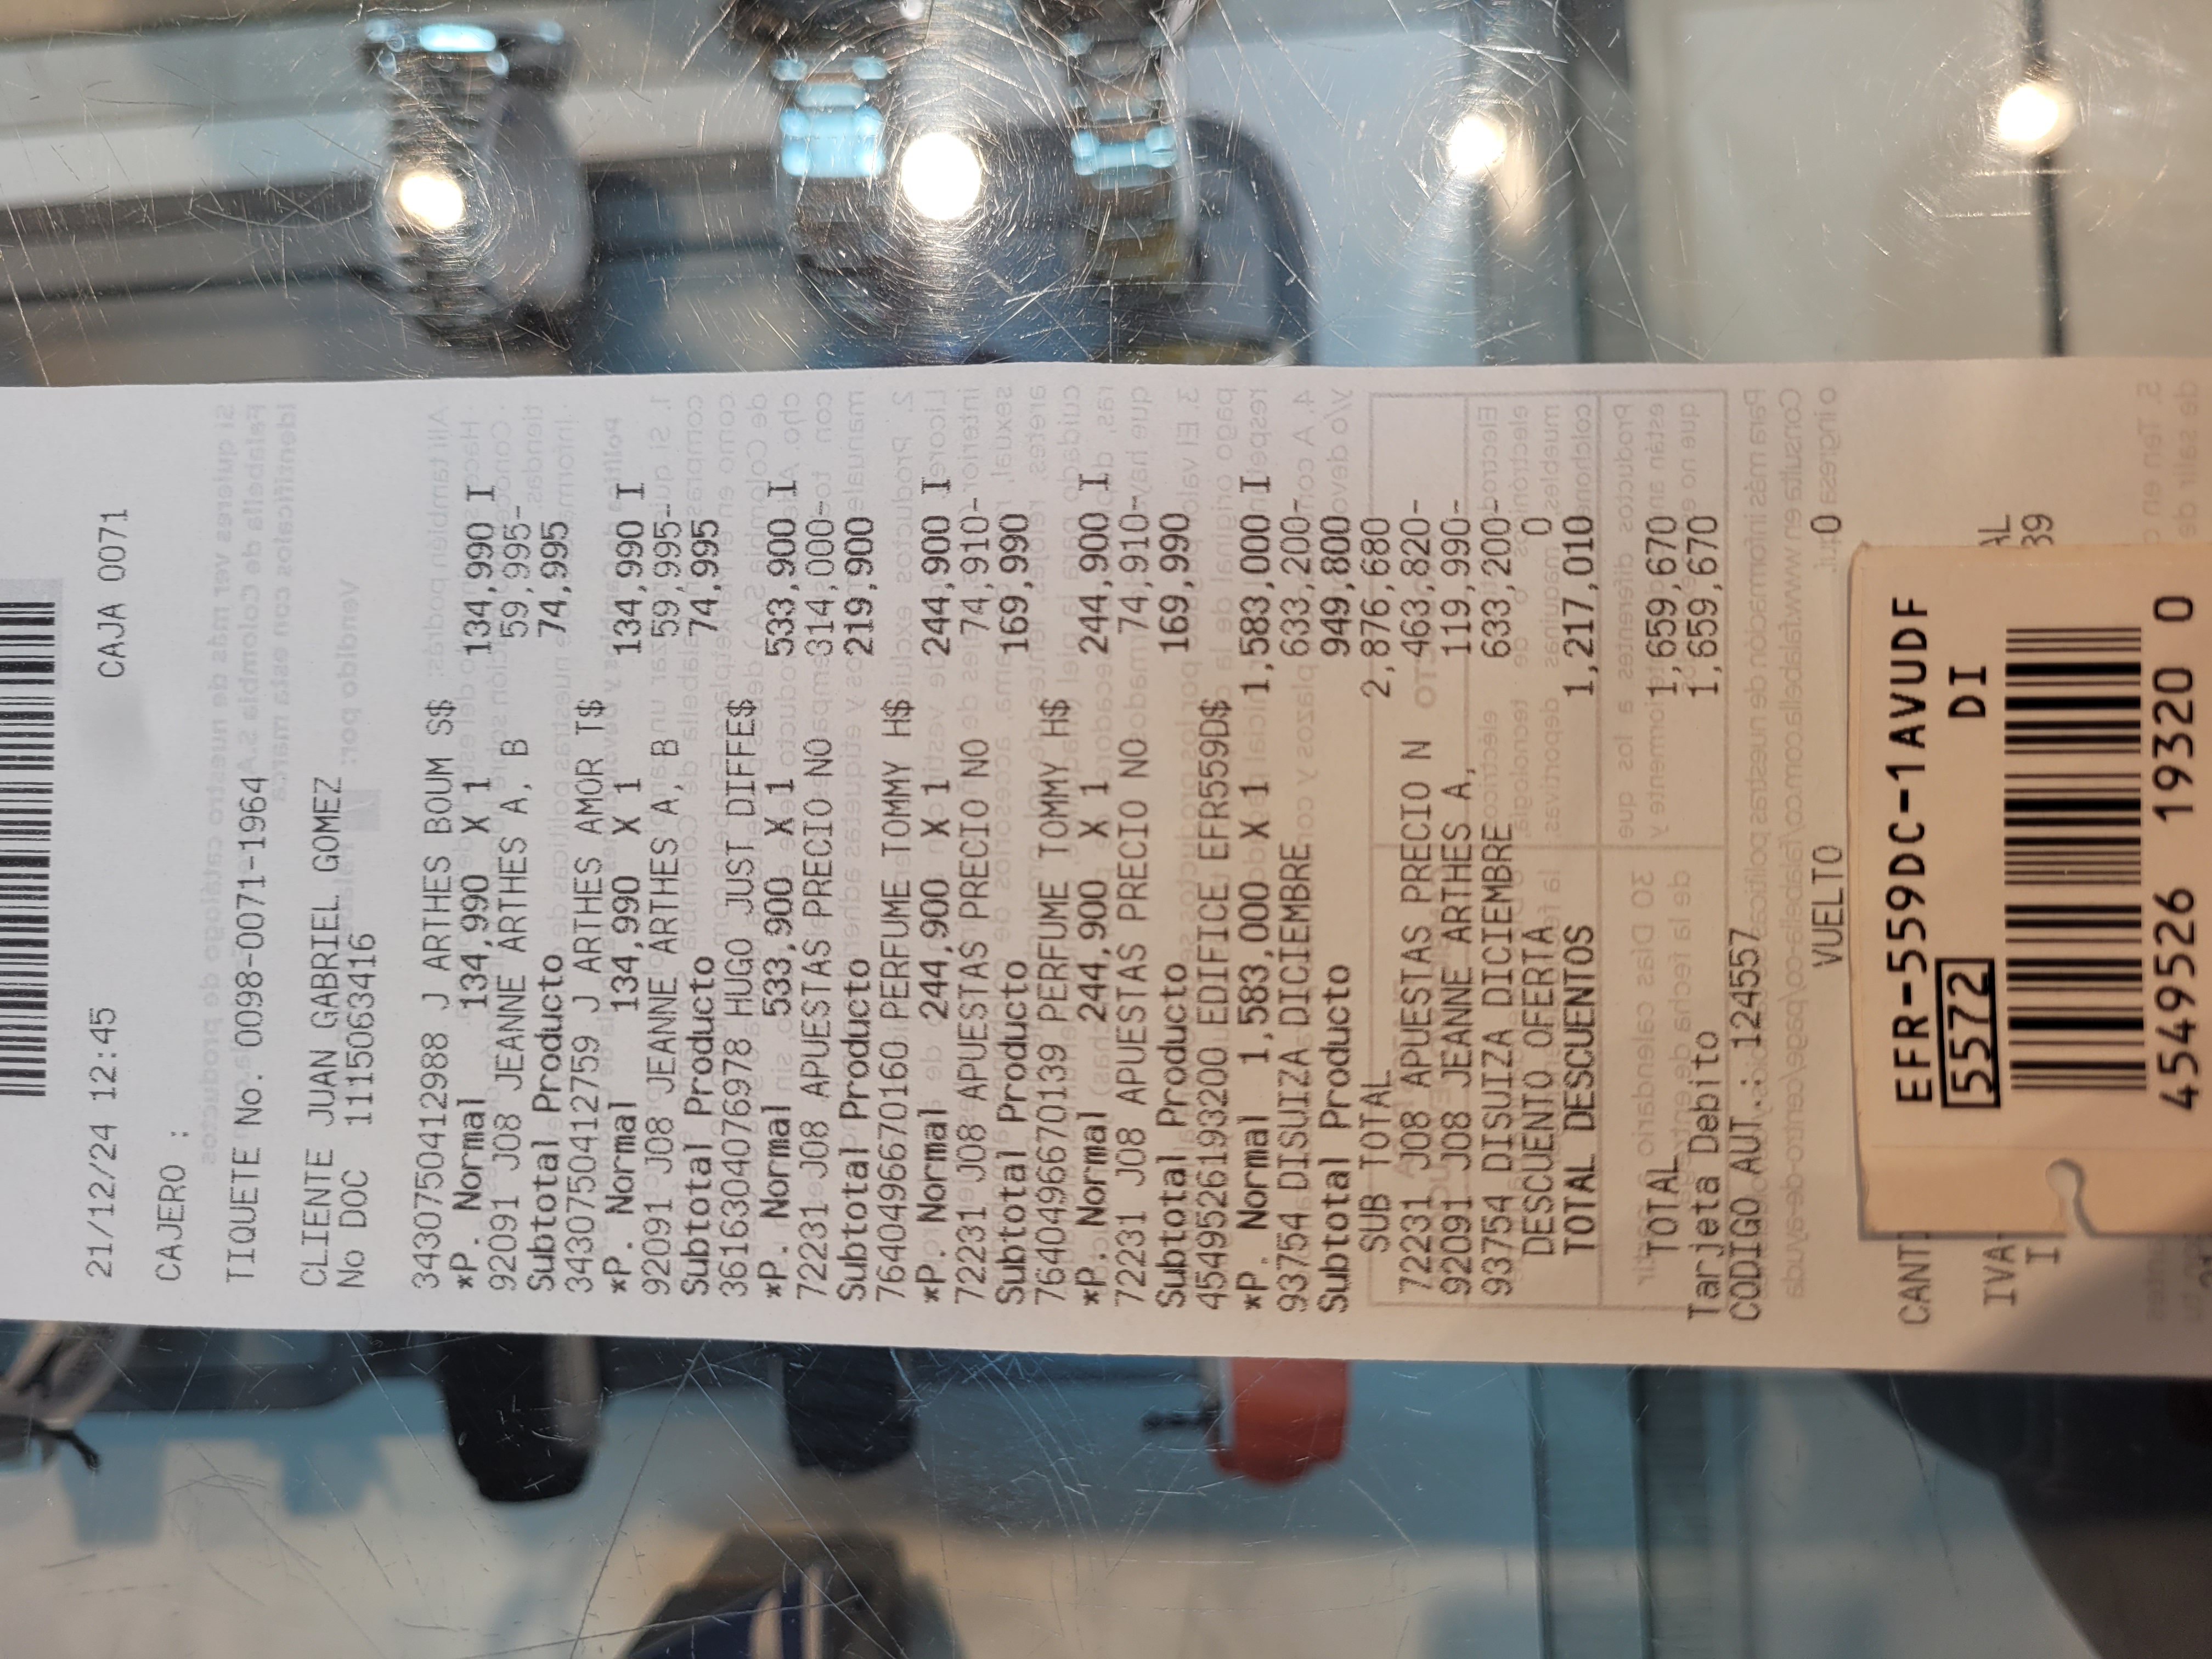 21/12/24 12:45
CAJA 0071
CAJERO :
TIQUETE No. 0098-0071-1964
CLIENTE JUAN GABRIEL GOMEZ
No DOC 1115063416
3430750412988 J ARTHES BOUM S$
*P. Normal 134,990 X 1 134,990 I
92091 J08 JEANNE ARTHES A, B 59,995-
Subtotal Producto 74,995
3430750412759 J ARTHES AMOR T$
*P. Normal 134,990 X 1 134,990 I
92091 J08 JEANNE ARTHES A, B 59,995-
Subtotal Producto 74,995
3616304076978 HUGO JUST DIFFE$
*P. Normal 533,900 X 1 533,900 I
72231 J08 APUESTAS PRECIO NO 314,000-
Subtotal Producto 219,900
7640496670160 PERFUME TOMMY H$
*P. Normal 244,900 X 1 244,900 I
72231 J08 APUESTAS PRECIO NO 74,910-
Subtotal Producto 169,990
7640496670139 PERFUME TOMMY H$
*P. Normal 244,900 X 1 244,900 I
72231 J08 APUESTAS PRECIO NO 74,910-
Subtotal Producto 169,990
4549526193200 EDIFICE EFR559D$
*P. Normal 1,583,000 X 1 1,583,000 I
93754 DISUIZA DICIEMBRE 633,200-
Subtotal Producto 949,800
SUB TOTAL 2,876,680
72231 J08 APUESTAS PRECIO N 463,820-
92091 J08 JEANNE ARTHES A, 119,990-
93754 DISUIZA DICIEMBRE 633,200-
DESCUENTO OFERTA 0
TOTAL DESCUENTOS 1,217,010
TOTAL 1,659,670
Tarjeta Debito 1,659,670
CODIGO AUT.: 124557
VUELTO 0
CANT
IVA
AL
I
39
EFR-559DC-1AVUDF
5572 DI
4549526 19320 0